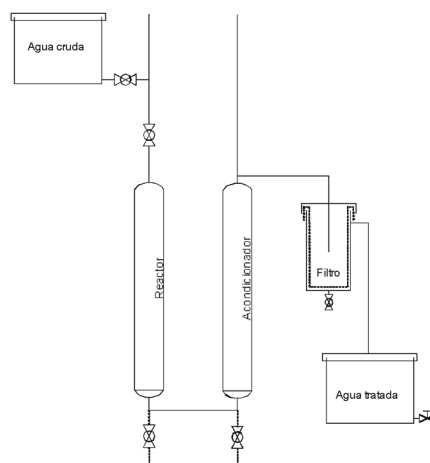 Agua cruda
Reactor
Acondicionador
Filtro
Agua tratada